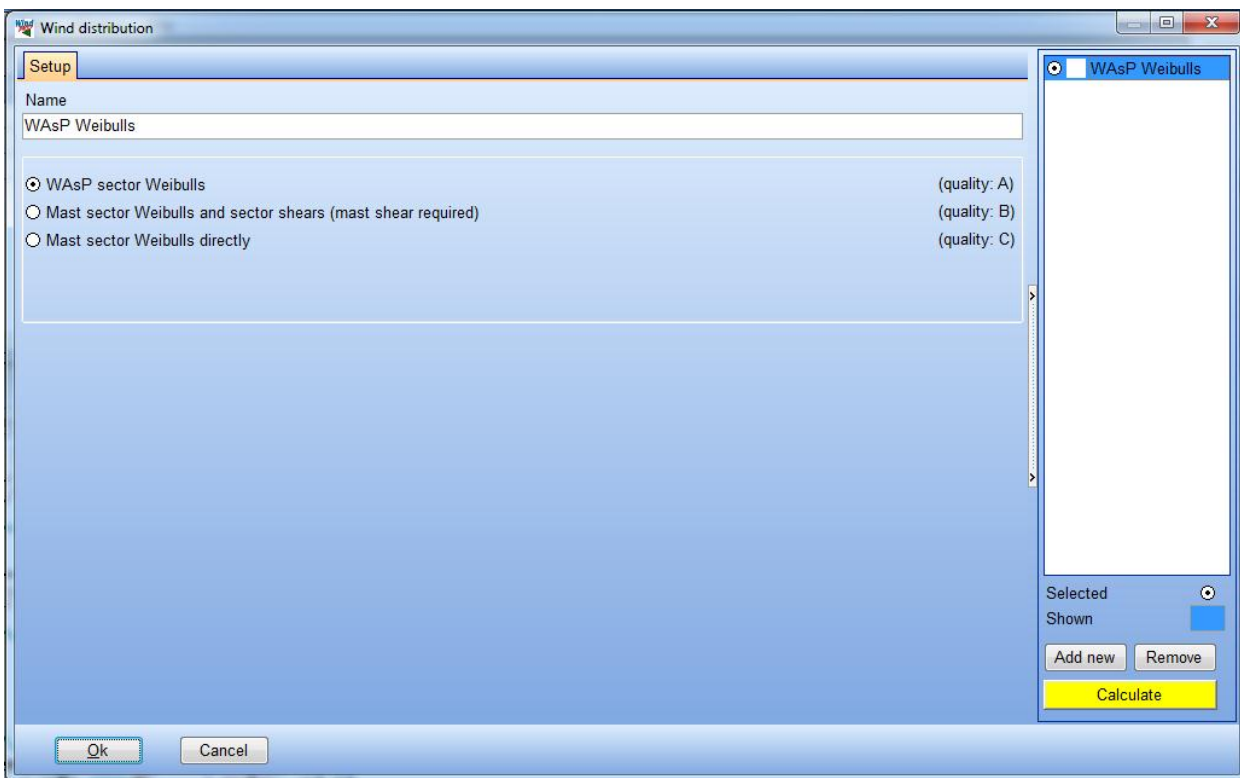 Wind distribution
Setup
Name
WAsP Weibulls
WAsP sector Weibulls (quality: A)
Mast sector Weibulls and sector shears (mast shear required) (quality: B)
Mast sector Weibulls directly (quality: C)
WAsP Weibulls
Selected
Shown
Add new Remove
Calculate
Ok Cancel